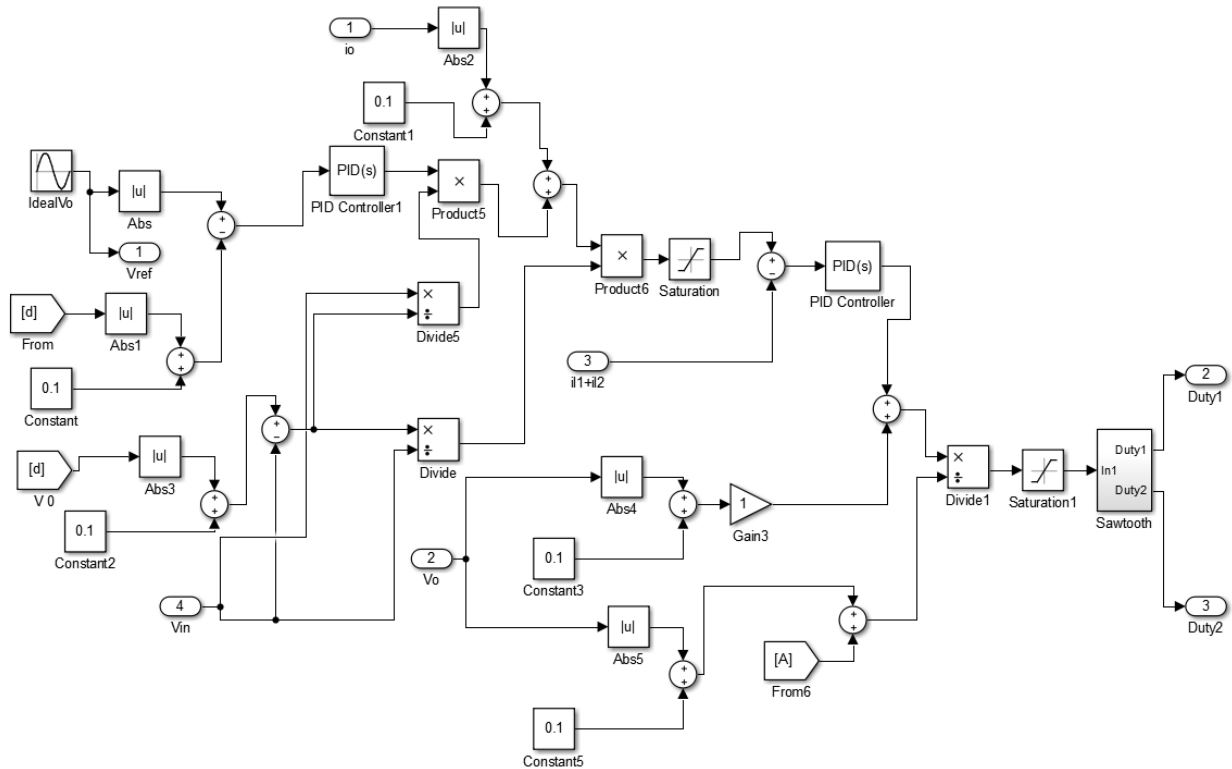 1
io
|u|
Abs2
0.1
Constant1
+
+
IdealVo
|u|
Abs
1
Vref
+
−
PID(s)
PID Controller1
×
Product5
+
+
[d]
From
|u|
Abs1
0.1
Constant
+
+
×
÷
Divide5
×
Product6
Saturation
+
−
PID(s)
PID Controller
3
il1+il2
[d]
V 0
|u|
Abs3
0.1
Constant2
+
+
+
−
×
÷
Divide
4
Vin
2
Vo
|u|
Abs4
0.1
Constant3
+
+
1
Gain3
+
+
|u|
Abs5
0.1
Constant5
+
+
[A]
From6
+
+
×
÷
Divide1
Saturation1
In1
Duty1
Duty2
Sawtooth
2
Duty1
3
Duty2